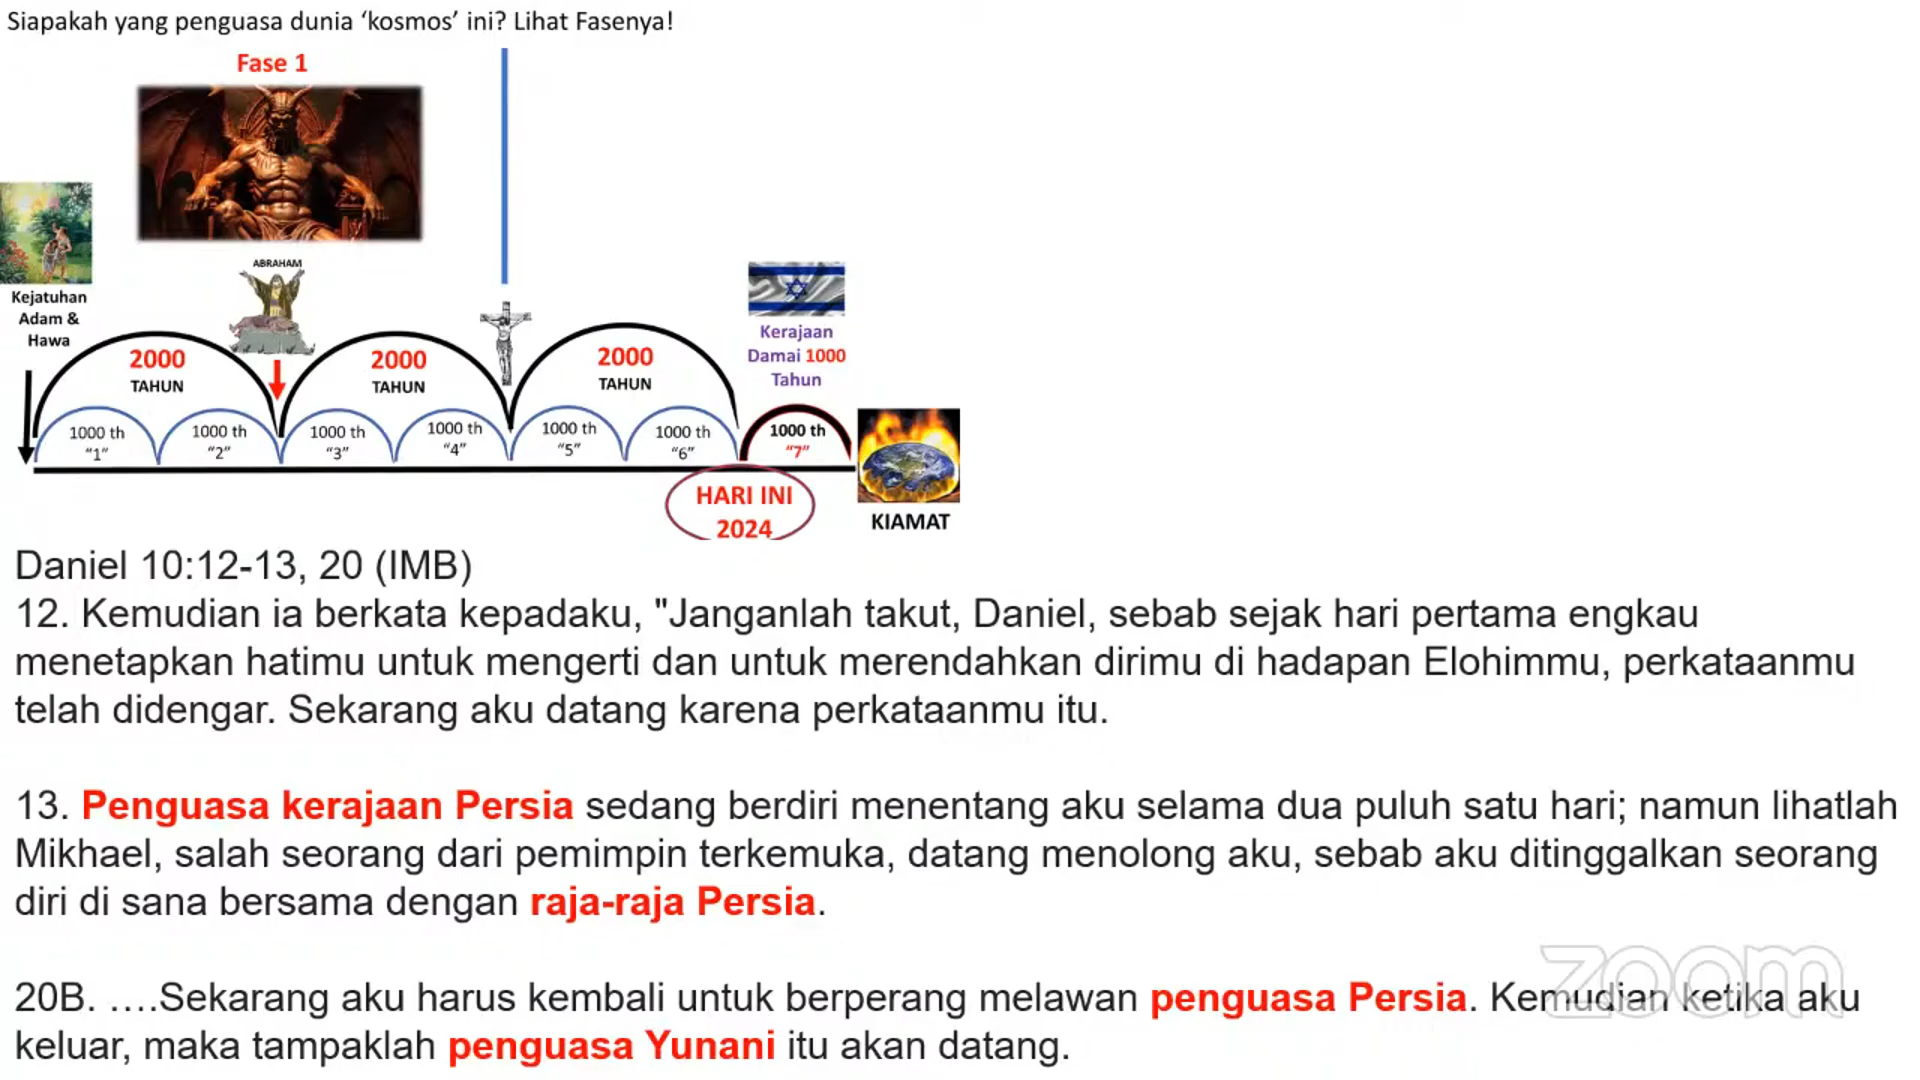 Siapakah yang penguasa dunia ‘kosmos’ ini? Lihat Fasenya!
Fase 1
ABRAHAM
Kejatuhan
Adam &
Hawa
2000
TAHUN
2000
TAHUN
2000
TAHUN
Kerajaan
Damai 1000
Tahun
1000 th
“1”
1000 th
“2”
1000 th
“3”
1000 th
“4”
1000 th
“5”
1000 th
“6”
1000 th
“7”
HARI INI
2024
KIAMAT
Daniel 10:12-13, 20 (IMB)
12. Kemudian ia berkata kepadaku, "Janganlah takut, Daniel, sebab sejak hari pertama engkau
menetapkan hatimu untuk mengerti dan untuk merendahkan dirimu di hadapan Elohimmu, perkataanmu
telah didengar. Sekarang aku datang karena perkataanmu itu.
13. Penguasa kerajaan Persia sedang berdiri menentang aku selama dua puluh satu hari; namun lihatlah
Mikhael, salah seorang dari pemimpin terkemuka, datang menolong aku, sebab aku ditinggalkan seorang
diri di sana bersama dengan raja-raja Persia.
20B. ....Sekarang aku harus kembali untuk berperang melawan penguasa Persia. Kemudian ketika aku
keluar, maka tampaklah penguasa Yunani itu akan datang.
zoom